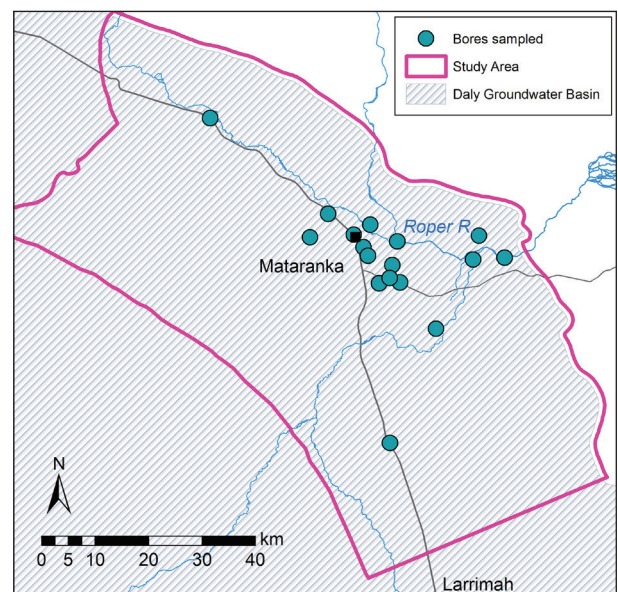 Bores sampled
Study Area
Daly Groundwater Basin
Roper R
Mataranka
N
km
0 5 10 20 30 40
Larrimah